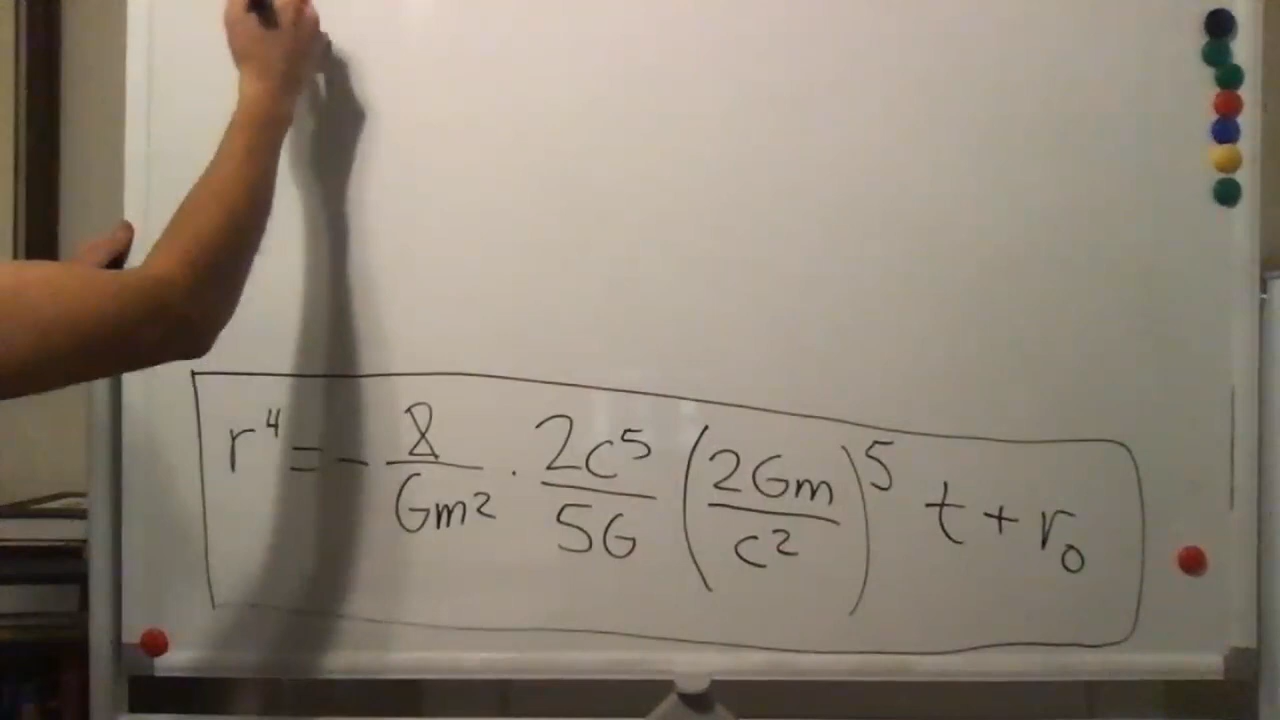 r⁴ = - 8/Gm² · 2c⁵/5G (2Gm/c²)⁵ t + r₀